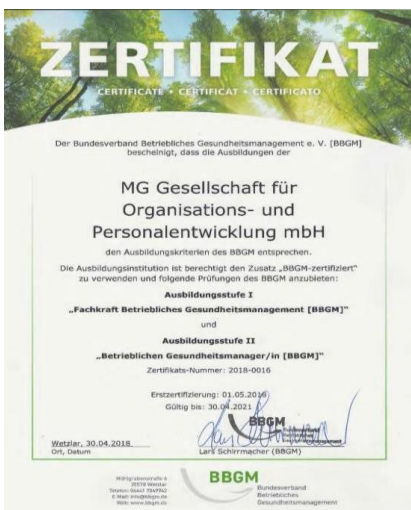 ZERTIFIKAT
CERTIFICATE • CERTIFICAT • CERTIFICATO
Der Bundesverband Betriebliches Gesundheitsmanagement e. V. [BBGM]
bescheinigt, dass die Ausbildungen der
MG Gesellschaft für
Organisations- und
Personalentwicklung mbH
den Ausbildungskriterien des BBGM entsprechen.
Die Ausbildungsinstitution ist berechtigt den Zusatz „BBGM-zertifiziert"
zu verwenden und folgende Prüfungen des BBGM anzubieten:
Ausbildungsstufe I
„Fachkraft Betriebliches Gesundheitsmanagement [BBGM]"
und
Ausbildungsstufe II
„Betrieblichen Gesundheitsmanager/in [BBGM]"
Zertifikats-Nummer: 2018-0016
Erstzertifizierung: 01.05.2016
Gültig bis: 30.04.2021
BBGM
Wetzlar, 30.04.2018
Ort, Datum
Lars Schirrmacher (BBGM)
35578 Wetzlar
BBGM
Bundesverband
Betriebliches
Gesundheitsmanagement